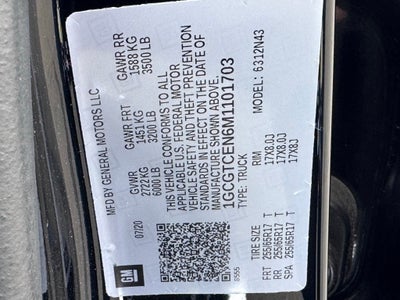 MFD BY GENERAL MOTORS LLC
07/20
GVWR GAWR FRT GAWR RR
2722 KG 1451 KG 1588 KG
6000 LB 3200 LB 3500 LB
THIS VEHICLE CONFORMS TO ALL
APPLICABLE U.S. FEDERAL MOTOR
VEHICLE SAFETY AND THEFT PREVENTION
STANDARDS IN EFFECT ON THE DATE OF
MANUFACTURE SHOWN ABOVE.
1GCGTCEN6M1101703
TYPE: TRUCK MODEL: 6312N43
TIRE SIZE RIM
FRT 265/65R17 T 17X8.0J
RR 265/65R17 T 17X8.0J
SPA 255/65R17 T 17X8J
GM